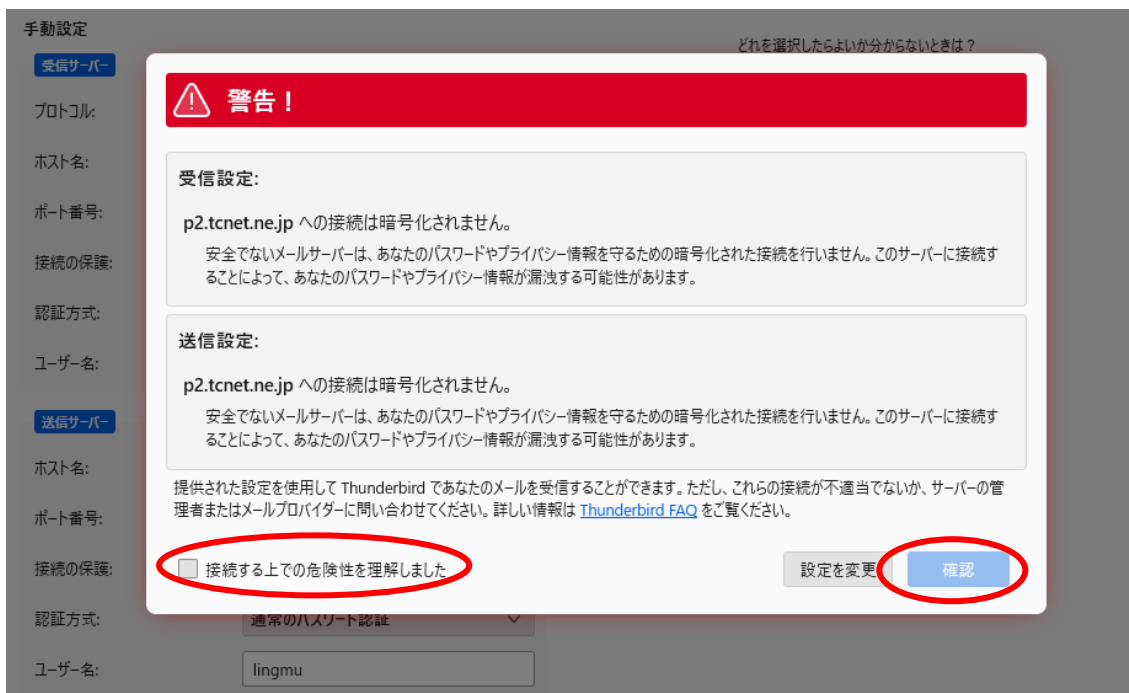 手動設定
どれを選択したらよいか分からないときは？
受信サーバー
警告！
プロトコル:
ホスト名:
受信設定:
ポート番号:
p2.tcnet.ne.jp への接続は暗号化されません。
安全でないメールサーバーは、あなたのパスワードやプライバシー情報を守るための暗号化された接続を行いません。このサーバーに接続す
接続の保護:
ることによって、あなたのパスワードやプライバシー情報が漏洩する可能性があります。
認証方式:
送信設定:
ユーザー名:
p2.tcnet.ne.jp への接続は暗号化されません。
送信サーバー
安全でないメールサーバーは、あなたのパスワードやプライバシー情報を守るための暗号化された接続を行いません。このサーバーに接続す
ることによって、あなたのパスワードやプライバシー情報が漏洩する可能性があります。
ホスト名:
提供された設定を使用して Thunderbird であなたのメールを受信することができます。ただし、これらの接続が不適当でないか、サーバーの管
理者またはメールプロバイダーに問い合わせてください。詳しい情報は Thunderbird FAQ をご覧ください。
ポート番号:
接続の保護:
接続する上での危険性を理解しました
設定を変更
確認
認証方式:
通常のパスワード認証
ユーザー名:
lingmu